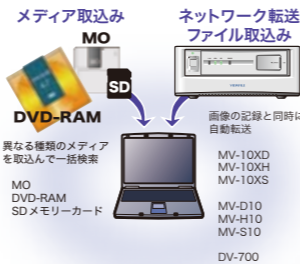 メディア取込み
MO
SD
DVD-RAM
異なる種類のメディア
を取込んで一括検索
MO
DVD-RAM
SDメモリーカード
ネットワーク転送
ファイル取込み
画像の記録と同時に
自動転送
MV-10XD
MV-10XH
MV-10XS
MV-D10
MV-H10
MV-S10
DV-700